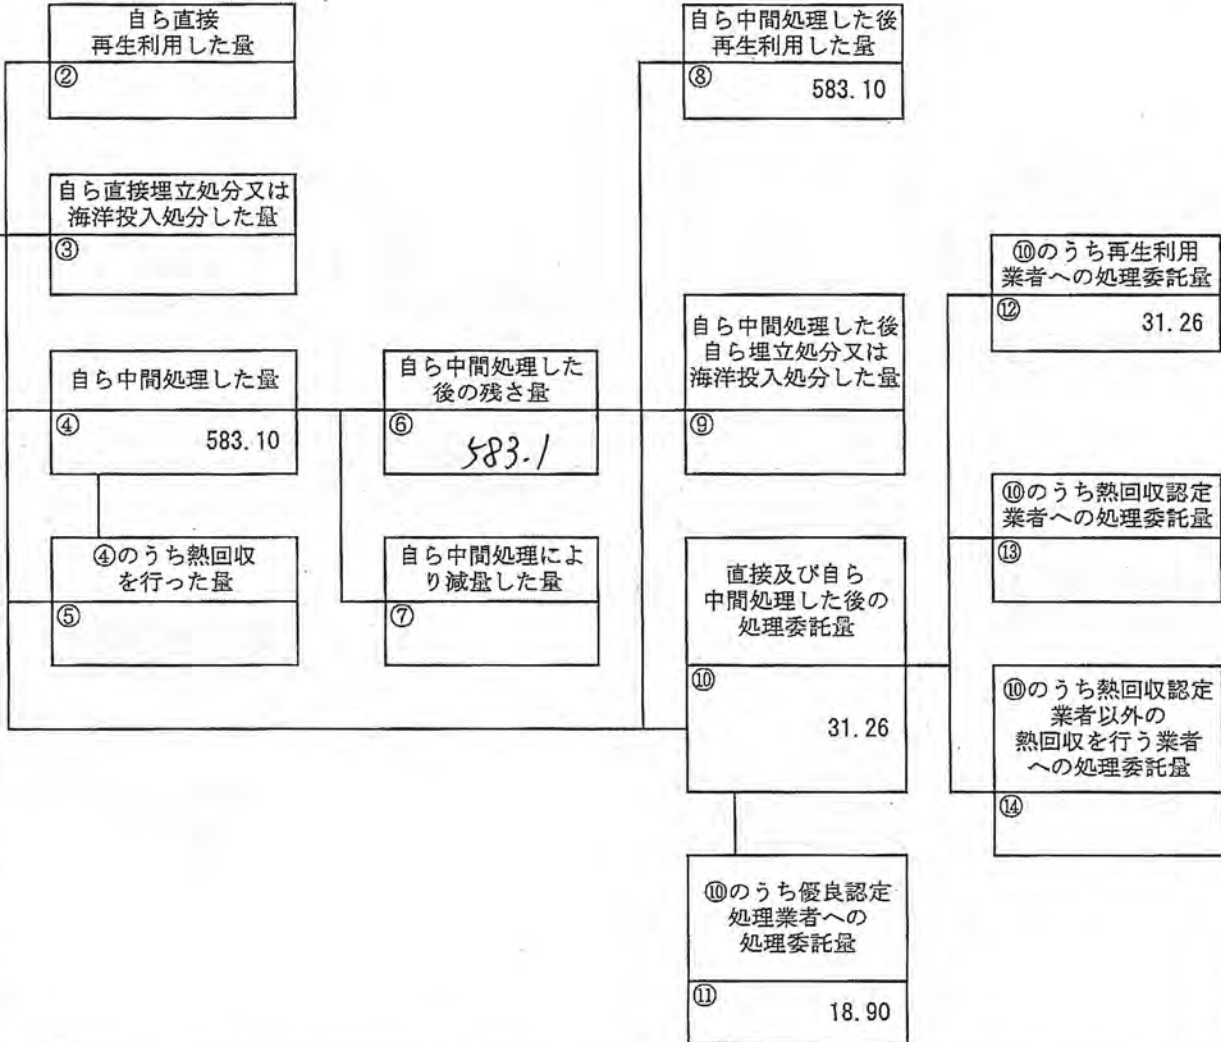 自ら直接
再生利用した量
②
自ら中間処理した後
再生利用した量
⑧
583.10
自ら直接埋立処分又は
海洋投入処分した量
③
⑩のうち再生利用
業者への処理委託量
⑫
31.26
自ら中間処理した後
自ら埋立処分又は
海洋投入処分した量
⑨
自ら中間処理した量
④
583.10
自ら中間処理した
後の残さ量
⑥
583.1
⑩のうち熱回収認定
業者への処理委託量
⑬
④のうち熱回収
を行った量
⑤
自ら中間処理によ
り減量した量
⑦
直接及び自ら
中間処理した後の
処理委託量
⑩
31.26
⑩のうち熱回収認定
業者以外の
熱回収を行う業者
への処理委託量
⑭
⑩のうち優良認定
処理業者への
処理委託量
⑪
18.90